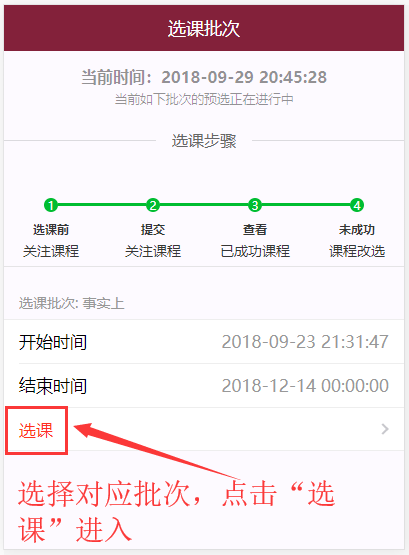 选课批次
当前时间：2018-09-29 20:45:28
当前如下批次的预选正在进行中
选课步骤
1 2 3 4
选课前 提交 查看 未成功
关注课程 关注课程 已成功课程 课程改选
选课批次: 事实上
开始时间 2018-09-23 21:31:47
结束时间 2018-12-14 00:00:00
选课
选择对应批次，点击“选
课”进入